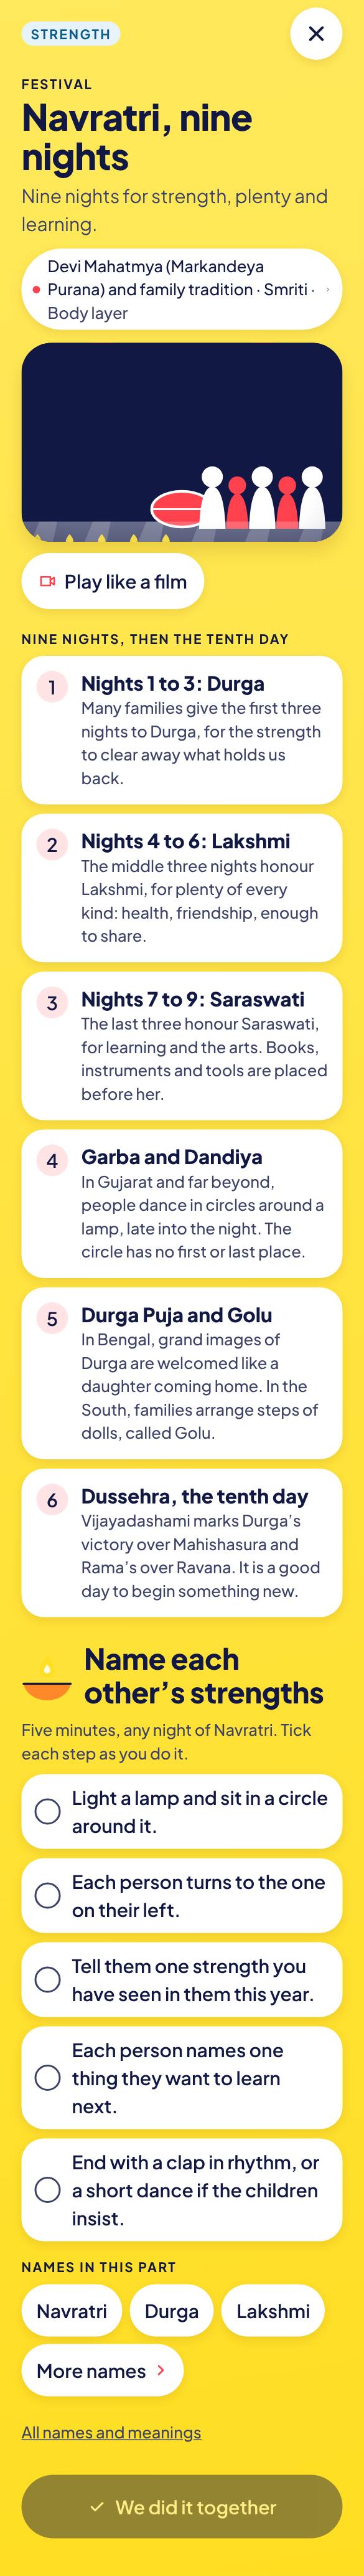 STRENGTH
FESTIVAL
Navratri, nine
nights
Nine nights for strength, plenty and
learning.
Devi Mahatmya (Markandeya
Purana) and family tradition · Smriti ·
Body layer
Play like a film
NINE NIGHTS, THEN THE TENTH DAY
1
Nights 1 to 3: Durga
Many families give the first three
nights to Durga, for the strength
to clear away what holds us
back.
2
Nights 4 to 6: Lakshmi
The middle three nights honour
Lakshmi, for plenty of every
kind: health, friendship, enough
to share.
3
Nights 7 to 9: Saraswati
The last three honour Saraswati,
for learning and the arts. Books,
instruments and tools are placed
before her.
4
Garba and Dandiya
In Gujarat and far beyond,
people dance in circles around a
lamp, late into the night. The
circle has no first or last place.
5
Durga Puja and Golu
In Bengal, grand images of
Durga are welcomed like a
daughter coming home. In the
South, families arrange steps of
dolls, called Golu.
6
Dussehra, the tenth day
Vijayadashami marks Durga’s
victory over Mahishasura and
Rama’s over Ravana. It is a good
day to begin something new.
Name each
other’s strengths
Five minutes, any night of Navratri. Tick
each step as you do it.
Light a lamp and sit in a circle
around it.
Each person turns to the one
on their left.
Tell them one strength you
have seen in them this year.
Each person names one
thing they want to learn
next.
End with a clap in rhythm, or
a short dance if the children
insist.
NAMES IN THIS PART
Navratri Durga Lakshmi
More names
All names and meanings
We did it together